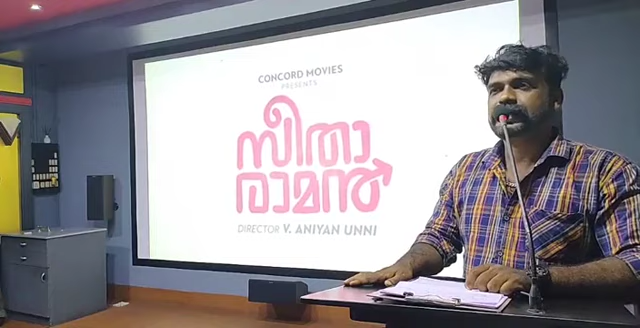 CONCORD MOVIES
PRESENTS
സീതാ
രാമൻ
DIRECTOR V. ANIYAN UNNI